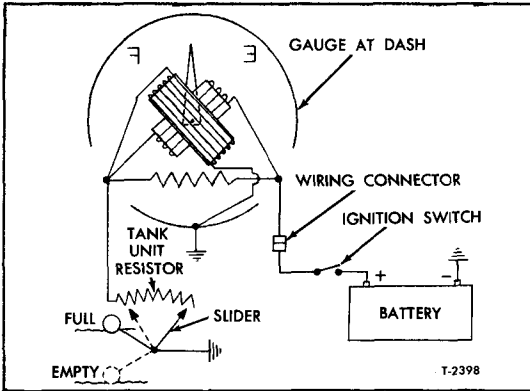 F E
GAUGE AT DASH
WIRING CONNECTOR
IGNITION SWITCH
TANK
UNIT
RESISTOR
+ -
BATTERY
FULL
SLIDER
EMPTY
T-2398